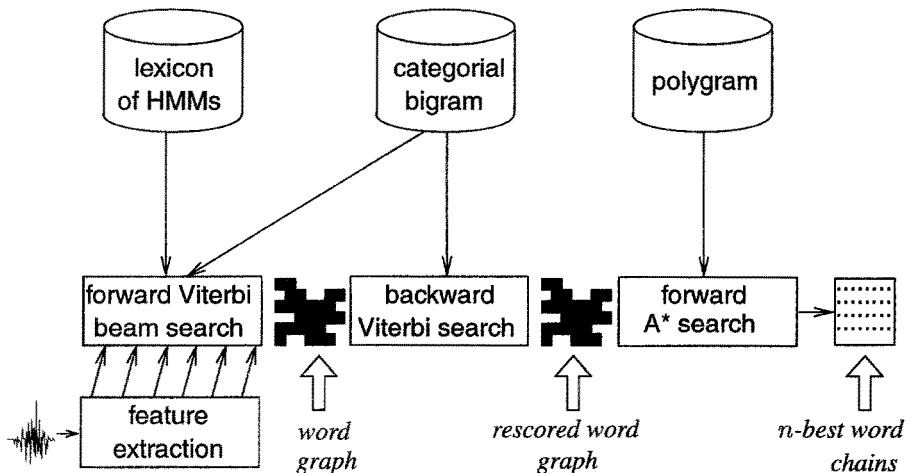 lexicon
of HMMs
categorial
bigram
polygram
forward Viterbi
beam search
backward
Viterbi search
forward
A* search
feature
extraction
word
graph
rescored word
graph
n-best word
chains